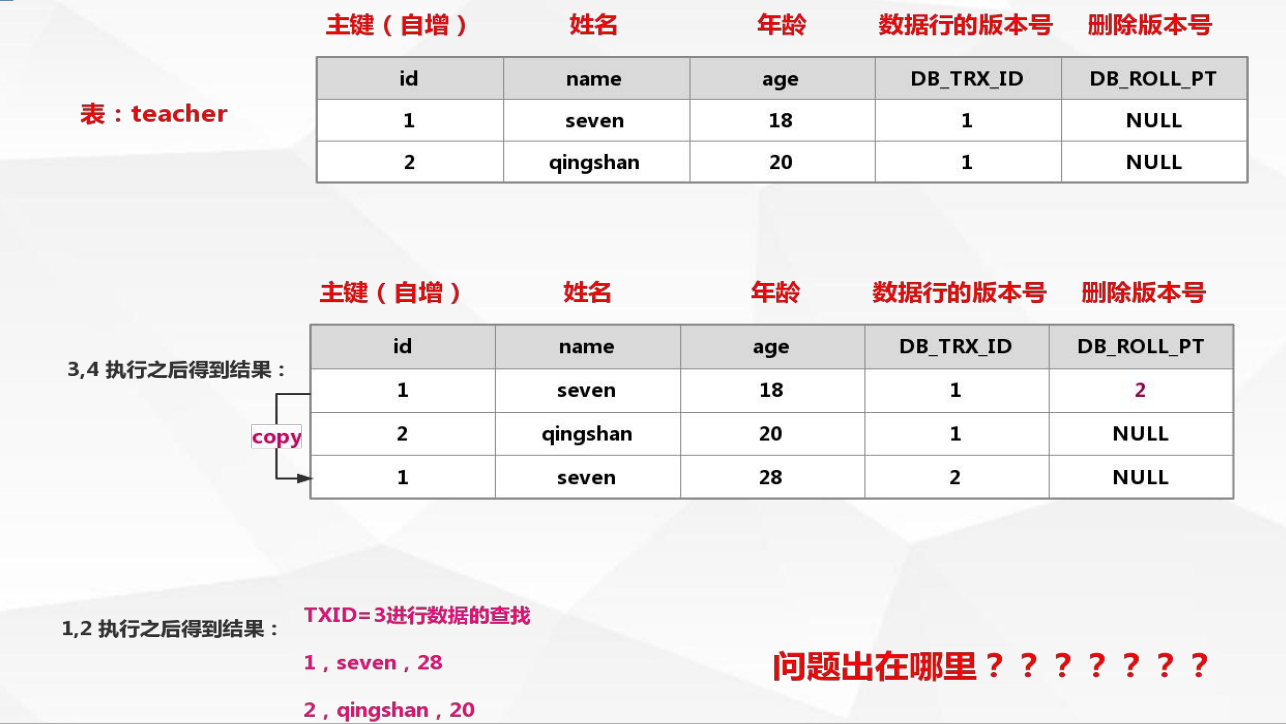 主键（自增） 姓名 年龄 数据行的版本号 删除版本号
id name age DB_TRX_ID DB_ROLL_PT
表：teacher
1 seven 18 1 NULL
2 qingshan 20 1 NULL
主键（自增） 姓名 年龄 数据行的版本号 删除版本号
id name age DB_TRX_ID DB_ROLL_PT
3,4 执行之后得到结果：
1 seven 18 1 2
copy
2 qingshan 20 1 NULL
1 seven 28 2 NULL
1,2 执行之后得到结果：
TXID=3进行数据的查找
1，seven，28
2，qingshan，20
问题出在哪里？？？？？？？